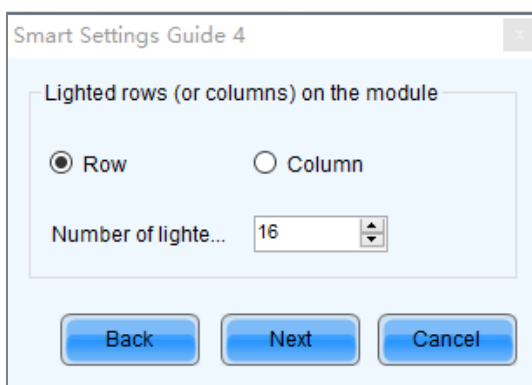 Smart Settings Guide 4
Lighted rows (or columns) on the module
Row Column
Number of lighte... 16
Back Next Cancel